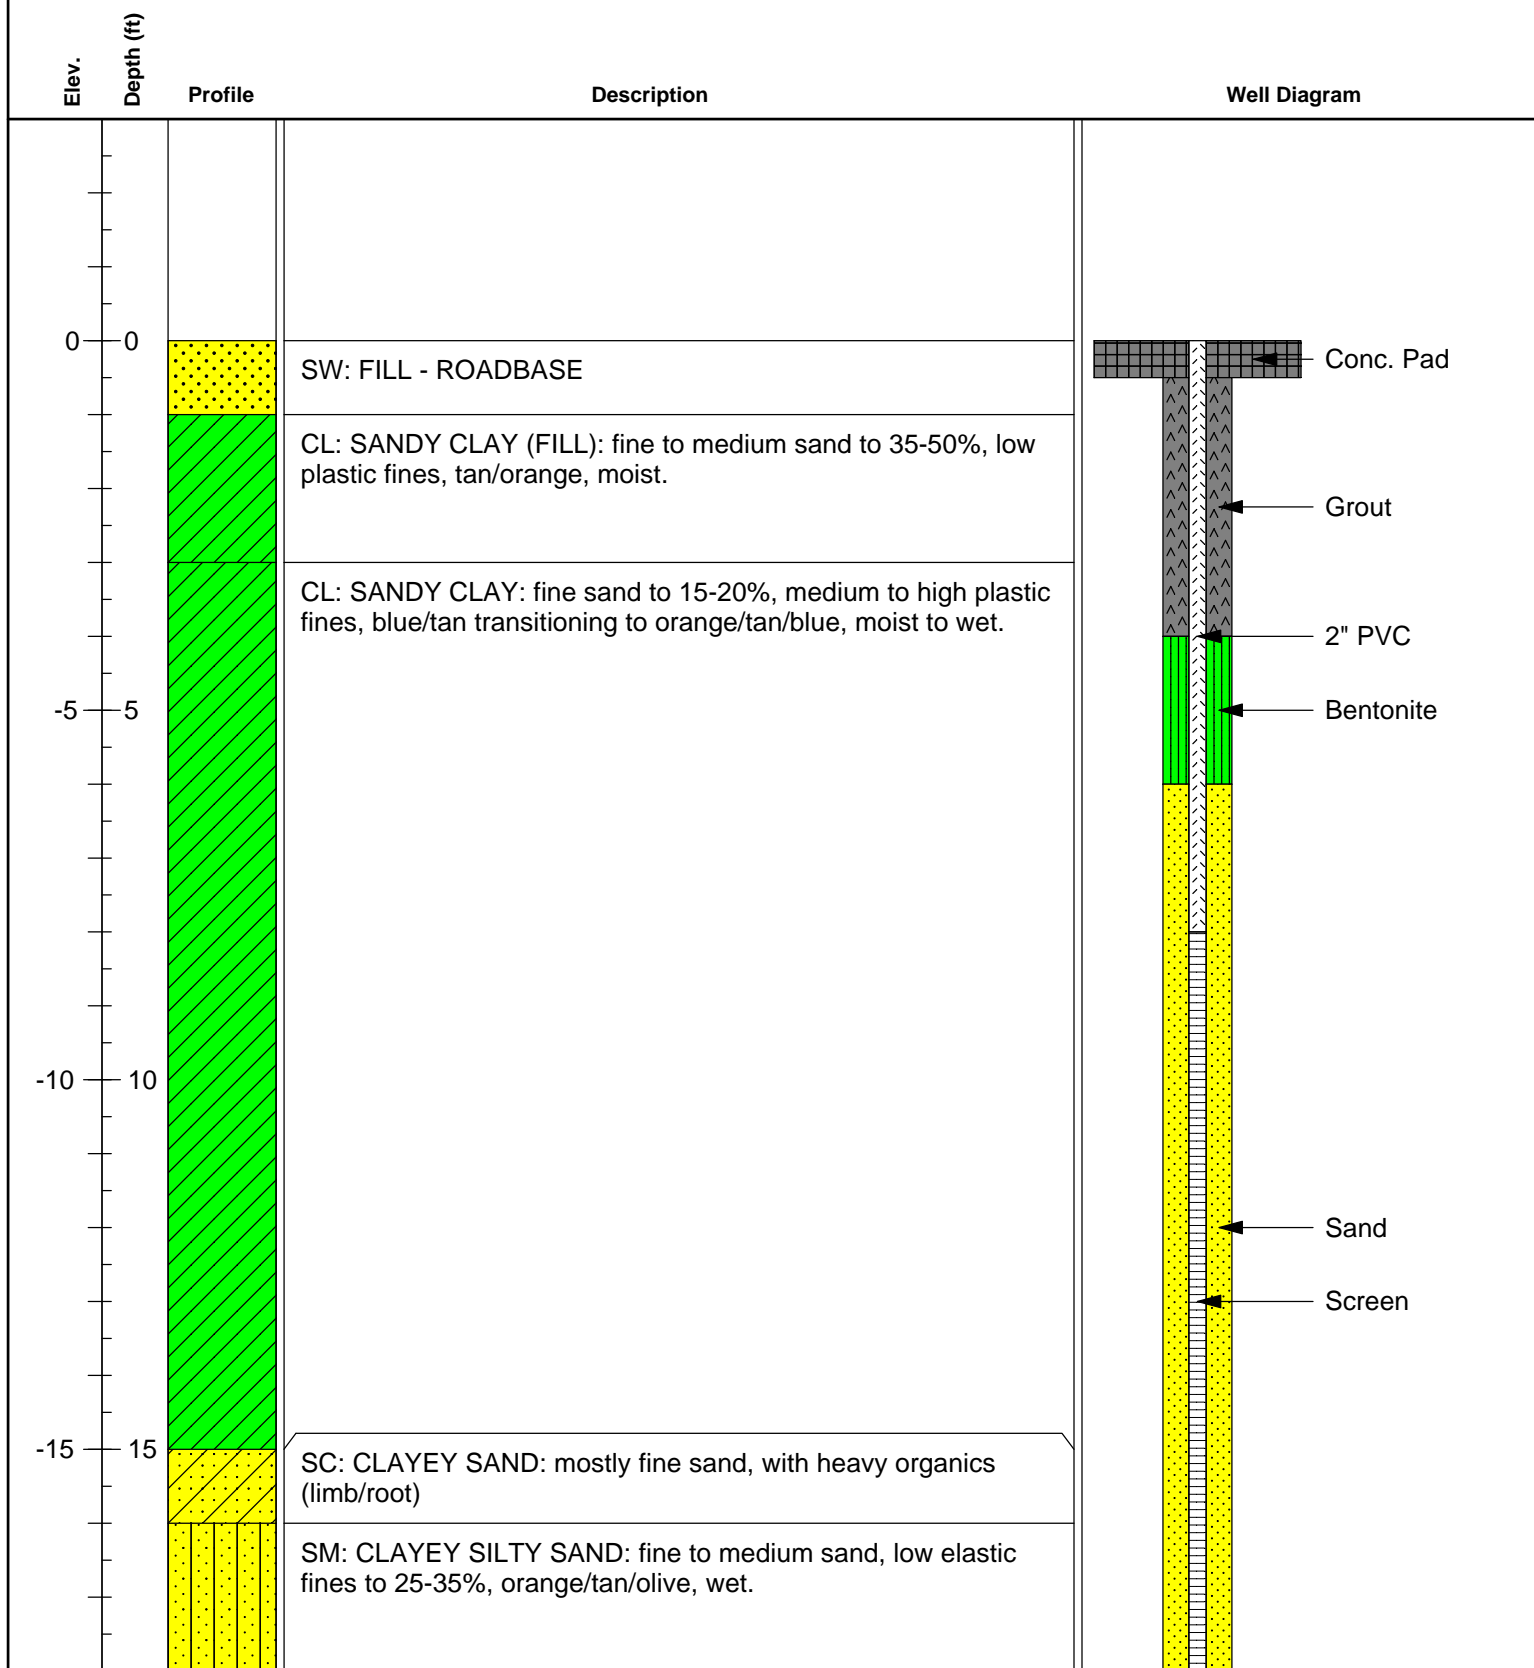 Elev.
Depth (ft)
Profile
Description
Well Diagram
0
0
SW: FILL - ROADBASE
Conc. Pad
CL: SANDY CLAY (FILL): fine to medium sand to 35-50%, low
plastic fines, tan/orange, moist.
Grout
CL: SANDY CLAY: fine sand to 15-20%, medium to high plastic
fines, blue/tan transitioning to orange/tan/blue, moist to wet.
2" PVC
-5
5
Bentonite
-10
10
Sand
Screen
-15
15
SC: CLAYEY SAND: mostly fine sand, with heavy organics
(limb/root)
SM: CLAYEY SILTY SAND: fine to medium sand, low elastic
fines to 25-35%, orange/tan/olive, wet.